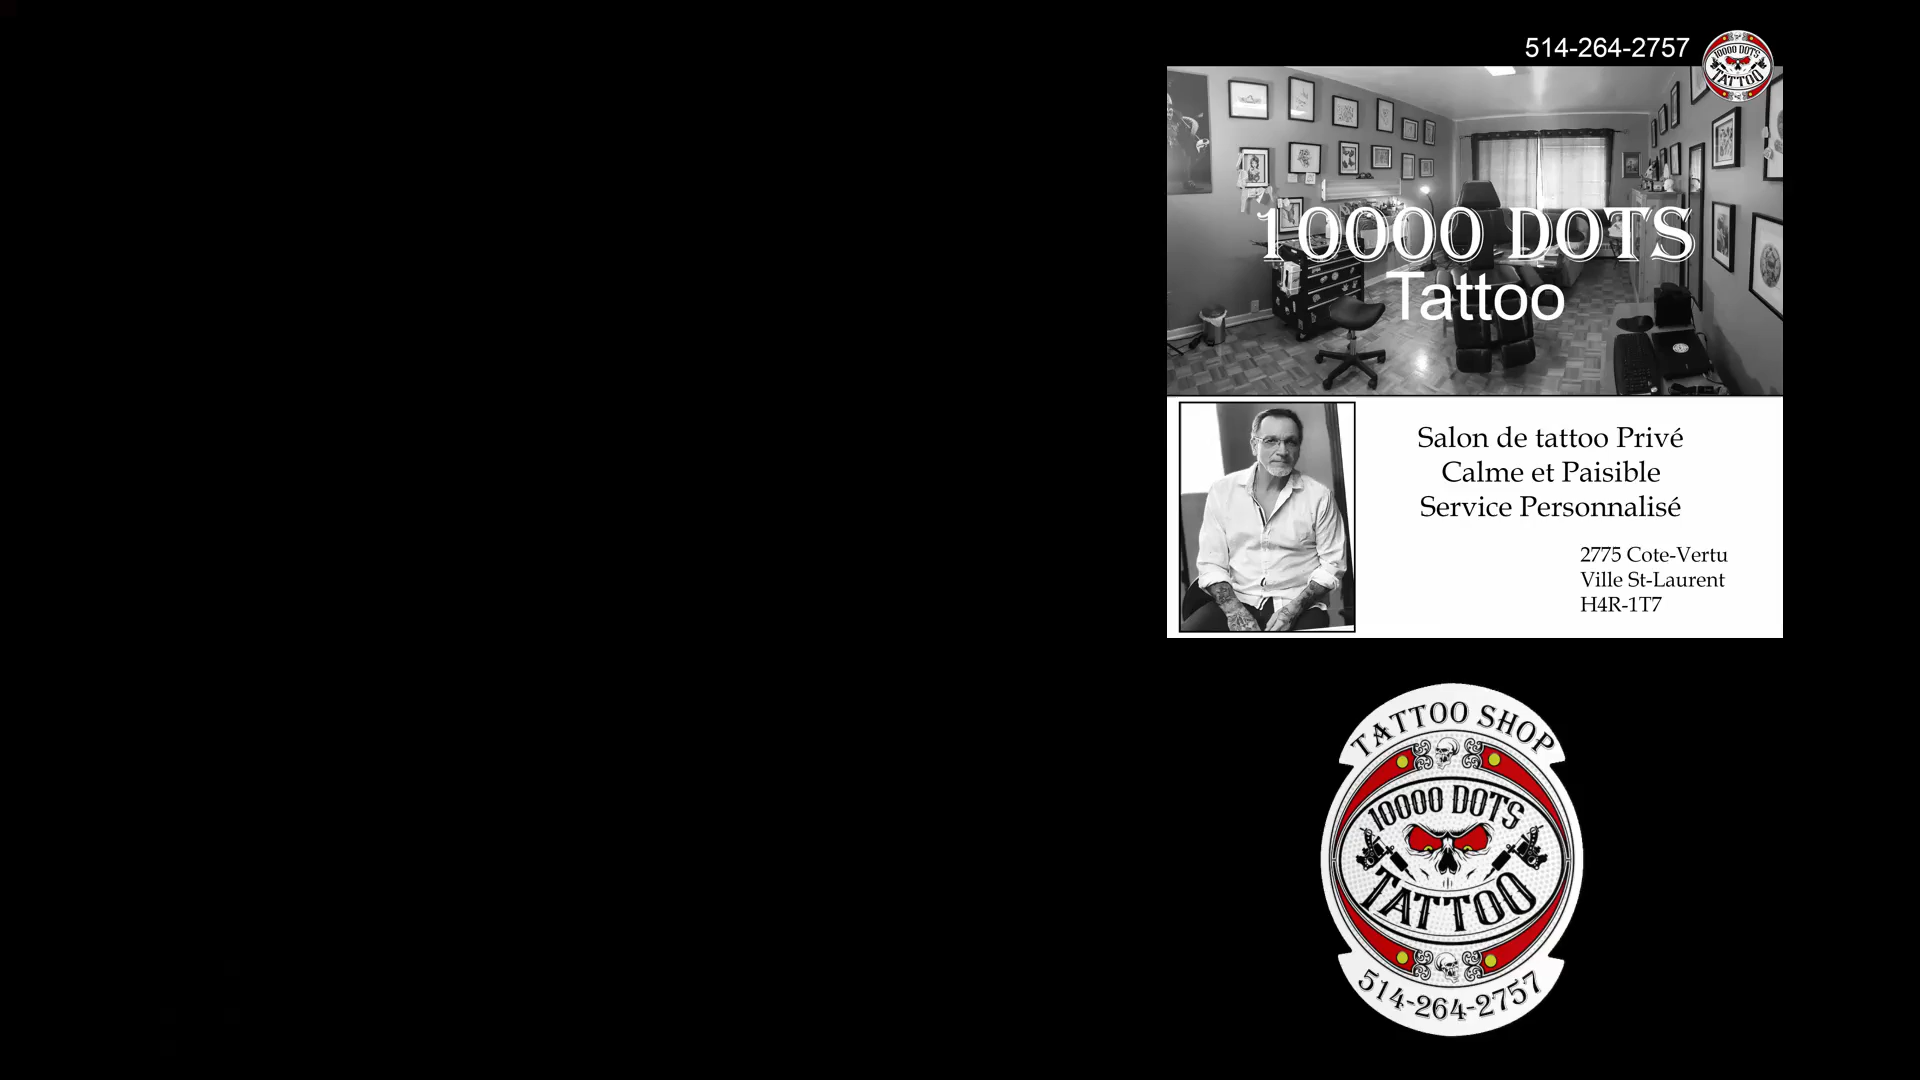 514-264-2757
10000 DOTS
TATTOO
10000 DOTS
Tattoo
Salon de tattoo Privé
Calme et Paisible
Service Personnalisé
2775 Cote-Vertu
Ville St-Laurent
H4R-1T7
TATTOO SHOP
10000 DOTS
TATTOO
514-264-2757